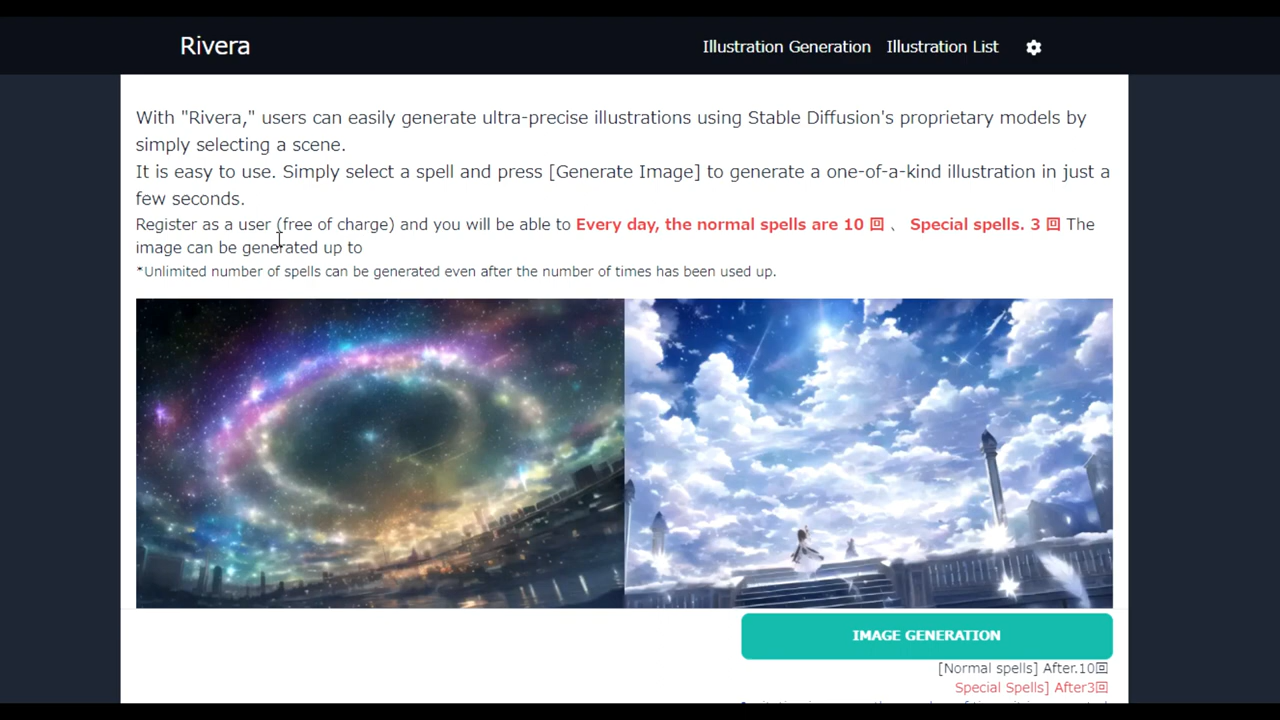 Rivera
Illustration Generation
Illustration List
With "Rivera," users can easily generate ultra-precise illustrations using Stable Diffusion's proprietary models by
simply selecting a scene.
It is easy to use. Simply select a spell and press [Generate Image] to generate a one-of-a-kind illustration in just a
few seconds.
Register as a user (free of charge) and you will be able to Every day, the normal spells are 10 回 、 Special spells. 3 回 The
image can be generated up to
*Unlimited number of spells can be generated even after the number of times has been used up.
IMAGE GENERATION
[Normal spells] After.10回
Special Spells] After3回